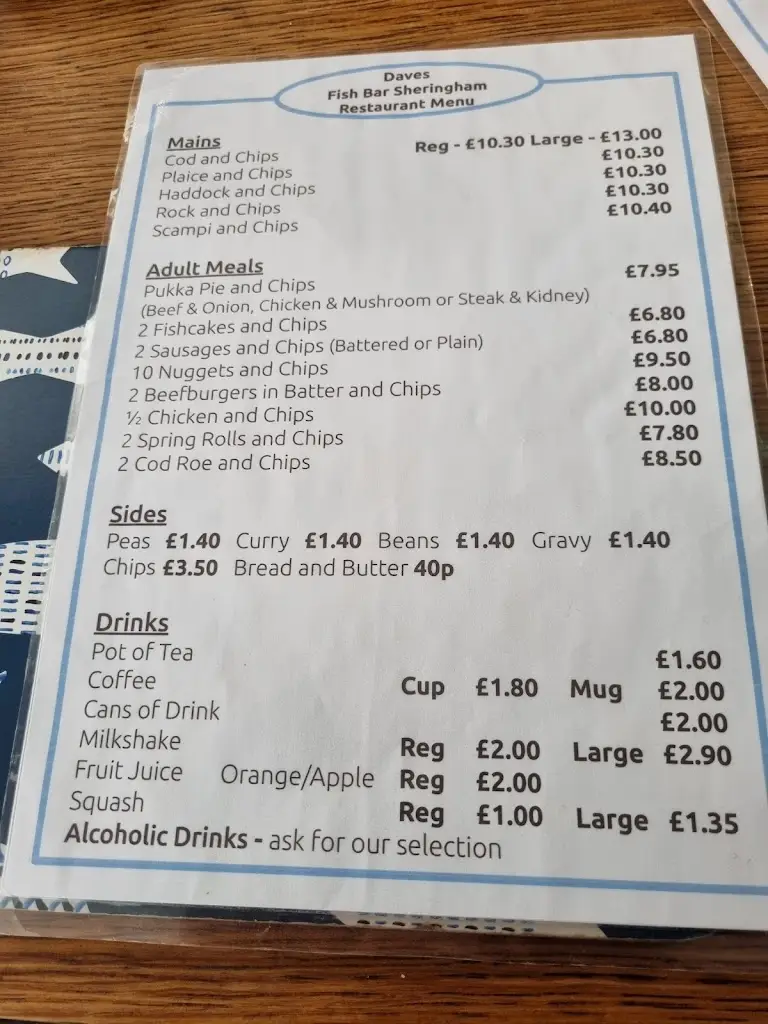 Daves
Fish Bar Sheringham
Restaurant Menu
Mains
Cod and Chips Reg - £10.30 Large - £13.00
Plaice and Chips £10.30
Haddock and Chips £10.30
Rock and Chips £10.30
Scampi and Chips £10.40
Adult Meals
Pukka Pie and Chips £7.95
(Beef & Onion, Chicken & Mushroom or Steak & Kidney)
2 Fishcakes and Chips £6.80
2 Sausages and Chips (Battered or Plain) £6.80
10 Nuggets and Chips £9.50
2 Beefburgers in Batter and Chips £8.00
½ Chicken and Chips £10.00
2 Spring Rolls and Chips £7.80
2 Cod Roe and Chips £8.50
Sides
Peas £1.40 Curry £1.40 Beans £1.40 Gravy £1.40
Chips £3.50 Bread and Butter 40p
Drinks
Pot of Tea £1.60
Coffee Cup £1.80 Mug £2.00
Cans of Drink £2.00
Milkshake Reg £2.00 Large £2.90
Fruit Juice Orange/Apple Reg £2.00
Squash Reg £1.00 Large £1.35
Alcoholic Drinks - ask for our selection